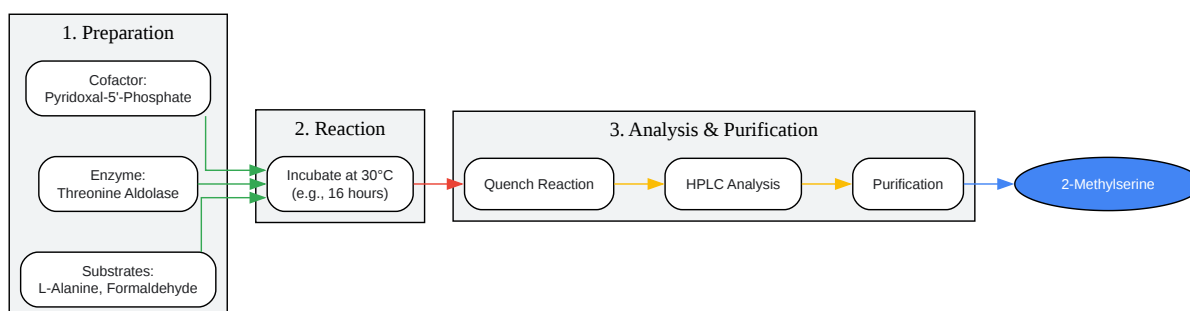 1. Preparation
Cofactor:
Pyridoxal-5'-Phosphate
Enzyme:
Threonine Aldolase
Substrates:
L-Alanine, Formaldehyde
2. Reaction
Incubate at 30°C
(e.g., 16 hours)
3. Analysis & Purification
Quench Reaction
HPLC Analysis
Purification
2-Methylserine